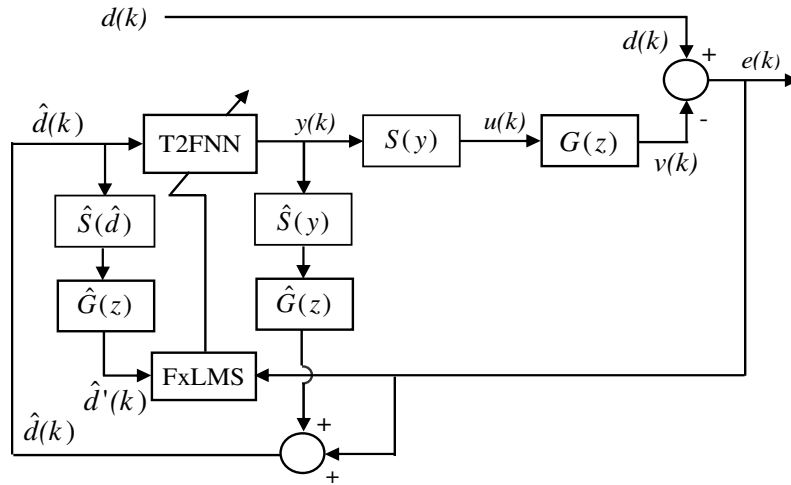 d(k)
d(k)
+
e(k)
-
d̂(k)
T2FNN
y(k)
S(y)
u(k)
G(z)
v(k)
Ŝ(d̂)
Ŝ(y)
Ĝ(z)
Ĝ(z)
FxLMS
d̂'(k)
d̂(k)
+
+